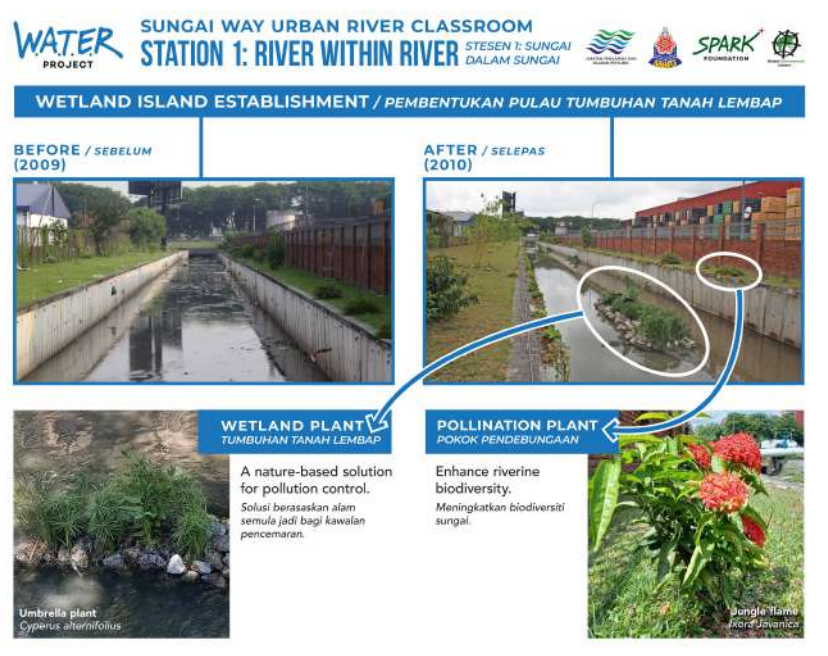 WATER
PROJECT
SUNGAI WAY URBAN RIVER CLASSROOM
STATION 1: RIVER WITHIN RIVER
STESEN 1: SUNGAI
DALAM SUNGAI
SPARK
FOUNDATION
WETLAND ISLAND ESTABLISHMENT / PEMBENTUKAN PULAU TUMBUHAN TANAH LEMBAP
BEFORE / SEBELUM
(2009)
AFTER / SELEPAS
(2010)
WETLAND PLANT
TUMBUHAN TANAH LEMBAP
A nature-based solution
for pollution control.
Solusi berasaskan alam
semula jadi bagi kawalan
pencemaran.
POLLINATION PLANT
POKOK PENDEBUNGAAN
Enhance riverine
biodiversity.
Meningkatkan biodiversiti
sungai.
Umbrella plant
Cyperus alternifolius
Jungle flame
Ixora Javanica